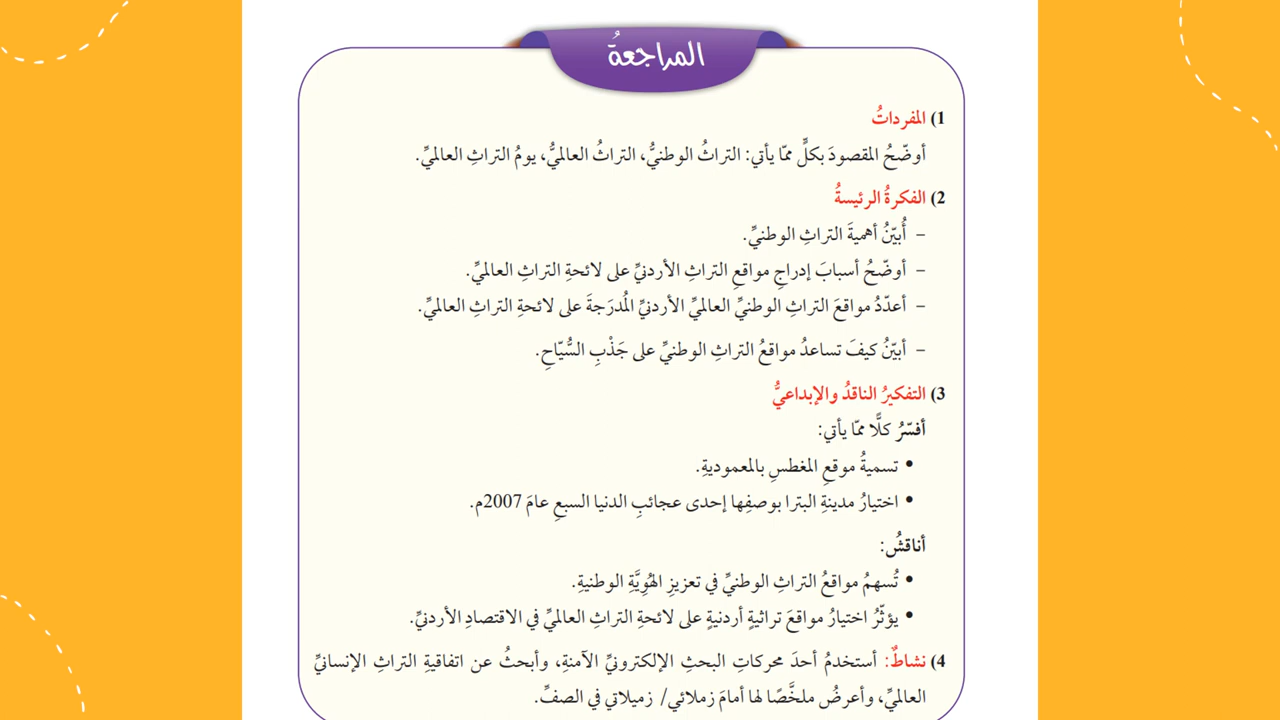 المراجعةُ
1) المفرداتُ
أوضّحُ المقصودَ بكلٍّ ممّا يأتي: التراثُ الوطنيُّ، التراثُ العالميُّ، يومُ التراثِ العالميِّ.
2) الفكرةُ الرئيسةُ
– أُبيّنُ أهميةَ التراثِ الوطنيِّ.
– أوضّحُ أسبابَ إدراجِ مواقعِ التراثِ الأردنيِّ على لائحةِ التراثِ العالميِّ.
– أعدّدُ مواقعَ التراثِ الوطنيِّ العالميِّ الأردنيِّ المُدرَجةَ على لائحةِ التراثِ العالميِّ.
– أبيّنُ كيفَ تساعدُ مواقعُ التراثِ الوطنيِّ على جَذْبِ السُّيّاحِ.
3) التفكيرُ الناقدُ والإبداعيُّ
أفسّرُ كلًّا ممّا يأتي:
• تسميةُ موقعِ المغطسِ بالمعموديةِ.
• اختيارُ مدينةِ البترا بوصفِها إحدى عجائبِ الدنيا السبعِ عامَ 2007م.
أناقشُ:
• تُسهمُ مواقعُ التراثِ الوطنيِّ في تعزيزِ الهُوِيَّةِ الوطنيةِ.
• يؤثّرُ اختيارُ مواقعَ تراثيةٍ أردنيةٍ على لائحةِ التراثِ العالميِّ في الاقتصادِ الأردنيِّ.
4) نشاطٌ: أستخدمُ أحدَ محركاتِ البحثِ الإلكترونيِّ الآمنةِ، وأبحثُ عن اتفاقيةِ التراثِ الإنسانيِّ
العالميِّ، وأعرضُ ملخَّصًا لها أمامَ زملائي/ زميلاتي في الصفِّ.